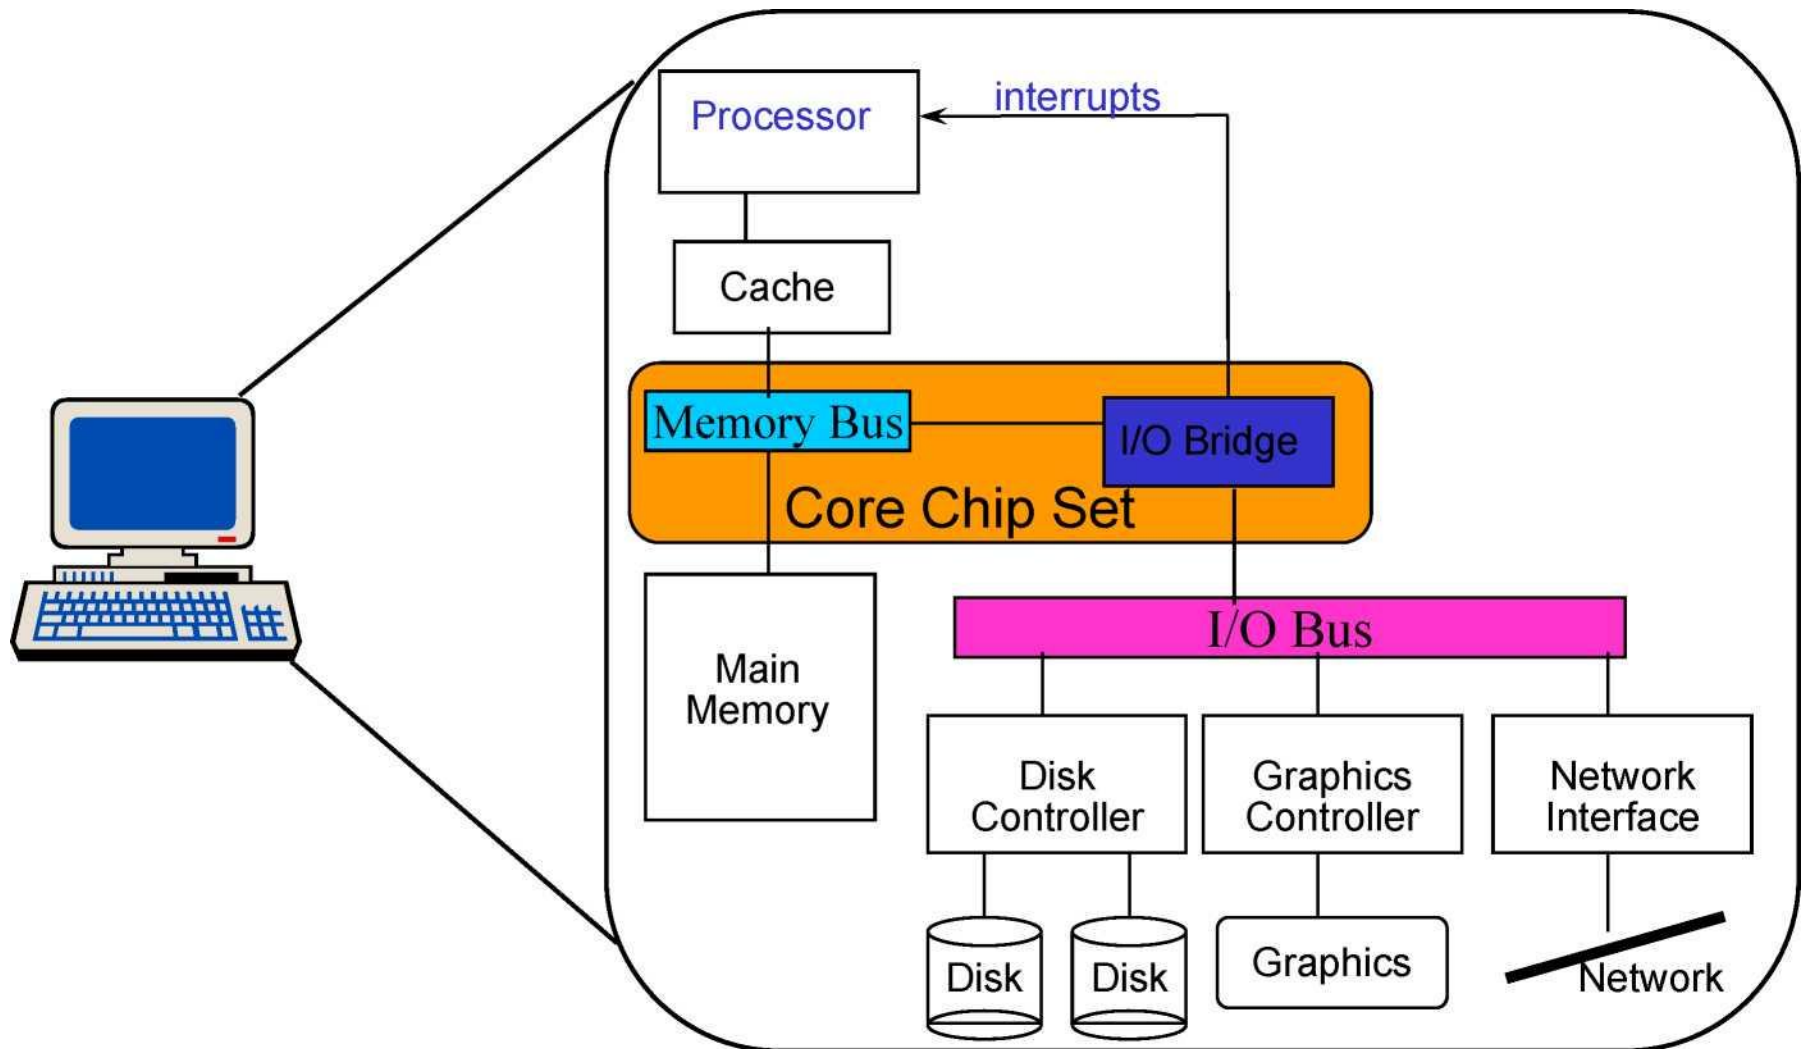 Processor
interrupts
Cache
Memory Bus
I/O Bridge
Core Chip Set
Main
Memory
I/O Bus
Disk
Controller
Graphics
Controller
Network
Interface
Disk
Disk
Graphics
Network